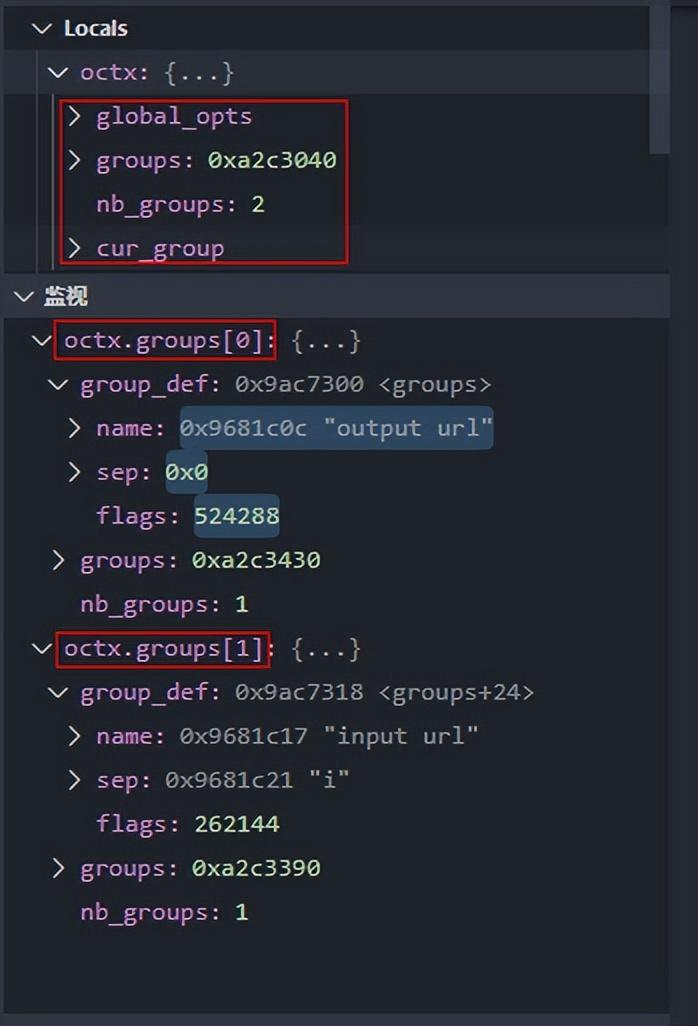 Locals
octx: {...}
global_opts
groups: 0xa2c3040
nb_groups: 2
cur_group
监视
octx.groups[0]: {...}
group_def: 0x9ac7300 <groups>
name: 0x9681c0c "output url"
sep: 0x0
flags: 524288
groups: 0xa2c3430
nb_groups: 1
octx.groups[1]: {...}
group_def: 0x9ac7318 <groups+24>
name: 0x9681c17 "input url"
sep: 0x9681c21 "i"
flags: 262144
groups: 0xa2c3390
nb_groups: 1